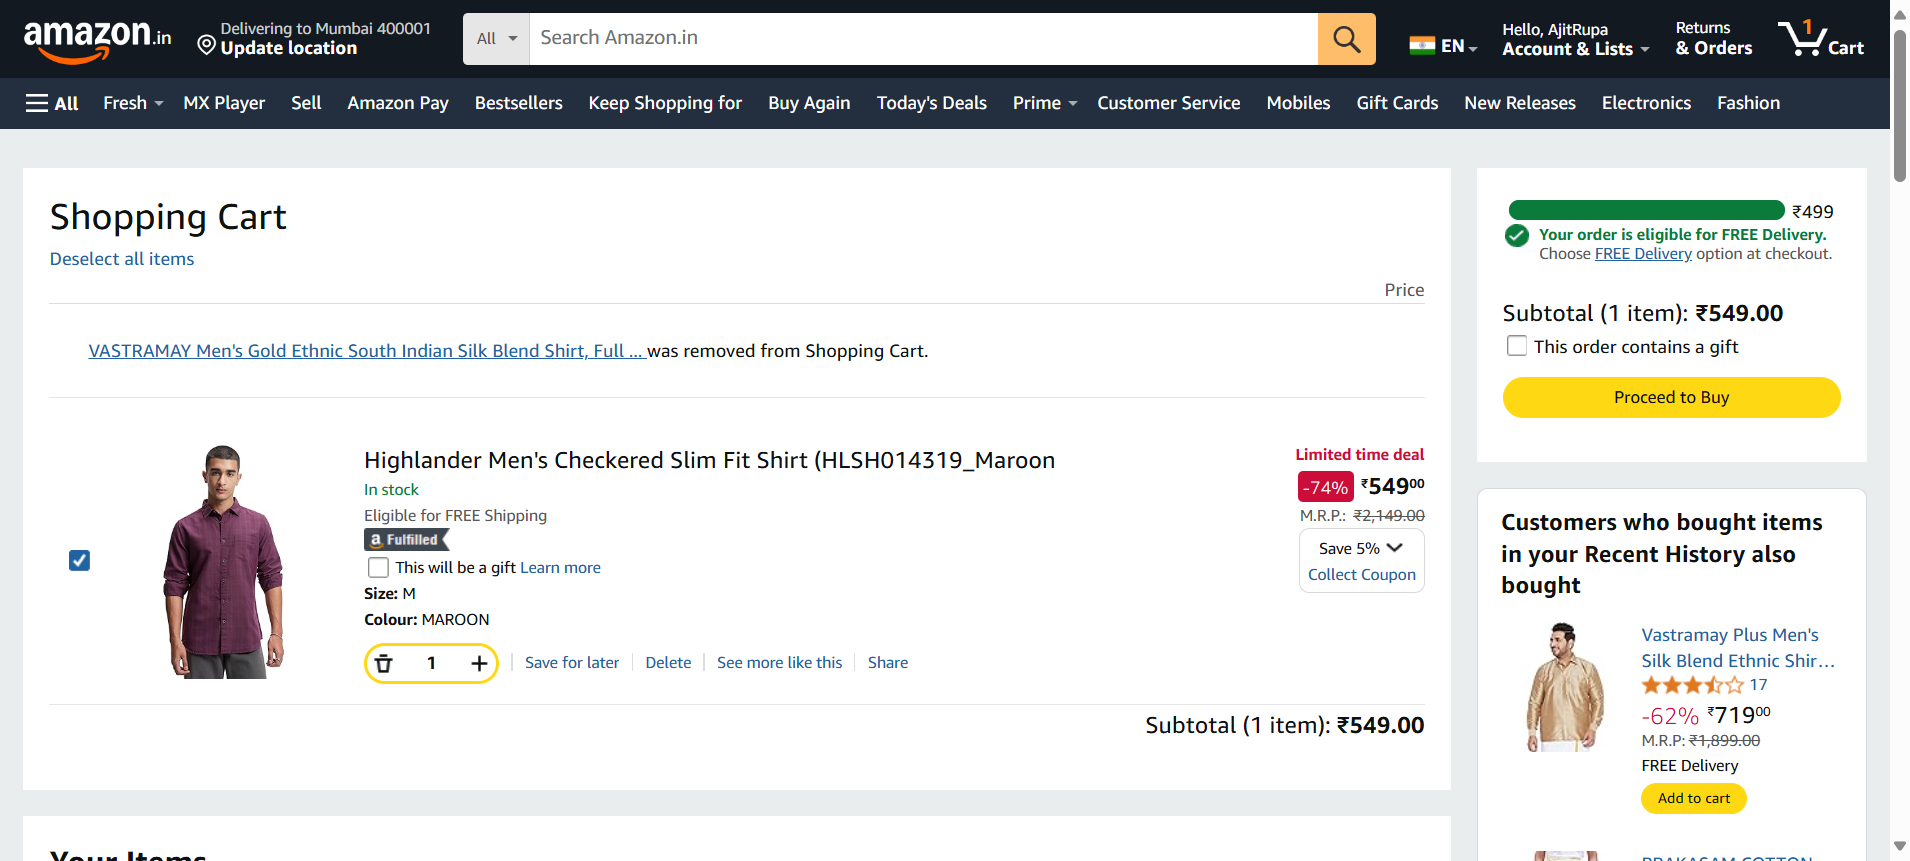 amazon.in
Delivering to Mumbai 400001
Update location
All
Search Amazon.in
EN
Hello, AjitRupa
Account & Lists
Returns
& Orders
1
Cart
All
Fresh
MX Player
Sell
Amazon Pay
Bestsellers
Keep Shopping for
Buy Again
Today's Deals
Prime
Customer Service
Mobiles
Gift Cards
New Releases
Electronics
Fashion
Shopping Cart
Deselect all items
Price
VASTRAMAY Men's Gold Ethnic South Indian Silk Blend Shirt, Full ... was removed from Shopping Cart.
Highlander Men's Checkered Slim Fit Shirt (HLSH014319_Maroon
In stock
Eligible for FREE Shipping
a Fulfilled
This will be a gift Learn more
Size: M
Colour: MAROON
1
Save for later
Delete
See more like this
Share
Limited time deal
-74% ₹549.00
M.R.P.: ₹2,149.00
Save 5%
Collect Coupon
Subtotal (1 item): ₹549.00
Your Items
₹499
Your order is eligible for FREE Delivery.
Choose FREE Delivery option at checkout.
Subtotal (1 item): ₹549.00
This order contains a gift
Proceed to Buy
Customers who bought items
in your Recent History also
bought
Vastramay Plus Men's
Silk Blend Ethnic Shir...
17
-62% ₹719.00
M.R.P: ₹1,899.00
FREE Delivery
Add to cart
PRAKASAM COTTON